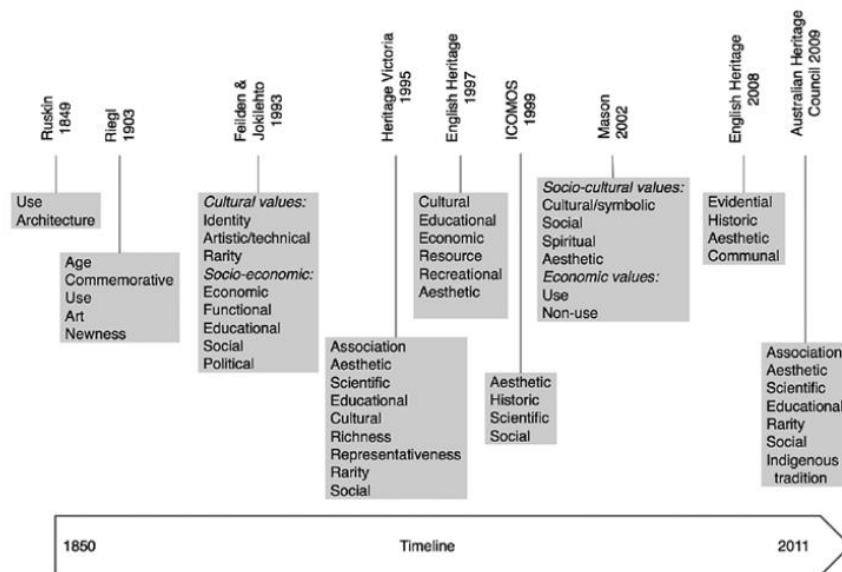 Ruskin
1849
Riegl
1903
Feilden &
Jokilehto
1993
Heritage Victoria
1995
English Heritage
1997
ICOMOS
1999
Mason
2002
English Heritage
2008
Australian Heritage
Council 2009
Use
Architecture
Age
Commemorative
Use
Art
Newness
Cultural values:
Identity
Artistic/technical
Rarity
Socio-economic:
Economic
Functional
Educational
Social
Political
Association
Aesthetic
Scientific
Educational
Cultural
Richness
Representativeness
Rarity
Social
Cultural
Educational
Economic
Resource
Recreational
Aesthetic
Aesthetic
Historic
Scientific
Social
Socio-cultural values:
Cultural/symbolic
Social
Spiritual
Aesthetic
Economic values:
Use
Non-use
Evidential
Historic
Aesthetic
Communal
Association
Aesthetic
Scientific
Educational
Rarity
Social
Indigenous
tradition
1850
Timeline
2011